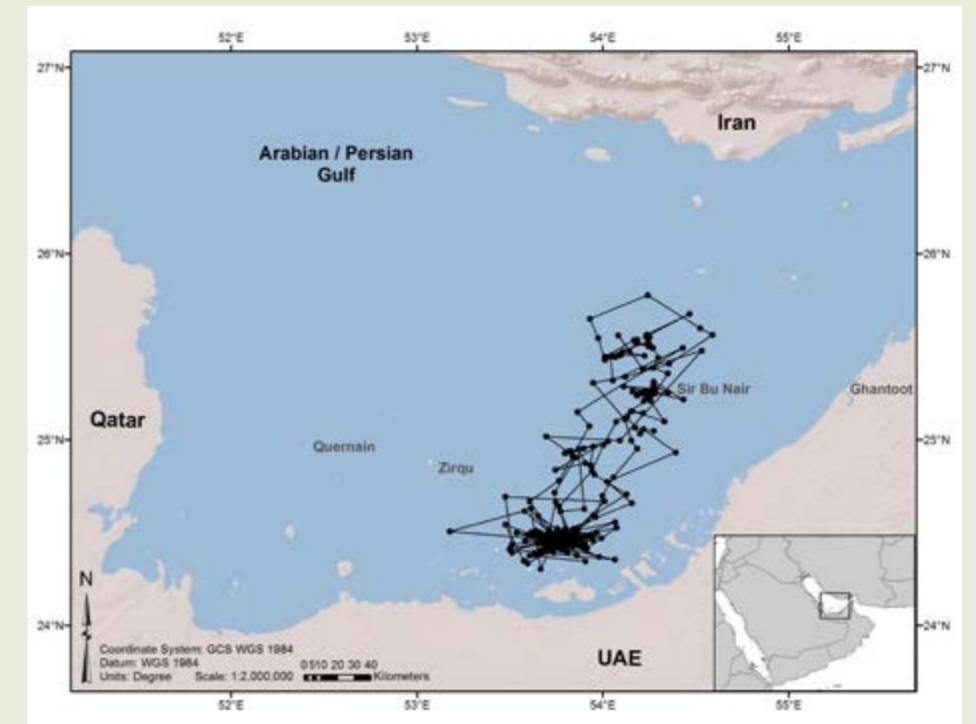 52°E 53°E 54°E 55°E
27°N 27°N
Iran
Arabian / Persian
Gulf
26°N 26°N
Sir Bu Nair Ghantoot
Qatar
25°N 25°N
Quernain
Zirqu
N
24°N 24°N
Coordinate System: GCS WGS 1984
Datum: WGS 1984
Units: Degree Scale: 1:2,000,000
0 5 10 20 30 40
Kilometers
UAE
52°E 53°E 54°E 55°E